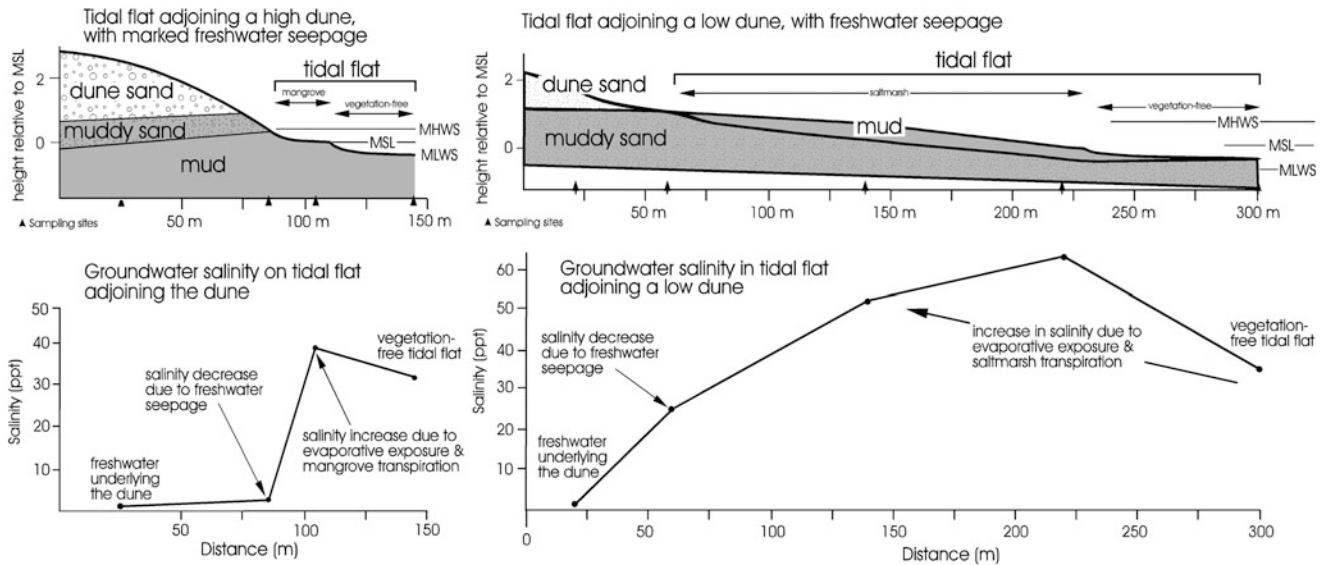 Tidal flat adjoining a high dune,
with marked freshwater seepage
height relative to MSL
2
0
dune sand
muddy sand
mud
tidal flat
mangrove
vegetation-free
MHWS
MSL
MLWS
50 m
100 m
150 m
▲ Sampling sites
Tidal flat adjoining a low dune, with freshwater seepage
height relative to MSL
2
0
dune sand
muddy sand
mud
tidal flat
saltmarsh
vegetation-free
MHWS
MSL
MLWS
50 m
100 m
150 m
200 m
250 m
300 m
▲ Sampling sites
Groundwater salinity on tidal flat
adjoining the dune
Salinity (ppt)
50
40
30
20
10
freshwater
underlying
the dune
salinity decrease
due to freshwater
seepage
salinity increase due to
evaporative exposure &
mangrove transpiration
vegetation-
free tidal flat
50
100
150
Distance (m)
Groundwater salinity in tidal flat
adjoining a low dune
Salinity (ppt)
60
50
40
30
20
10
freshwater
underlying
the dune
salinity decrease
due to freshwater
seepage
increase in salinity due to
evaporative exposure &
saltmarsh transpiration
vegetation-
free tidal flat
0
50
100
150
200
250
300
Distance (m)